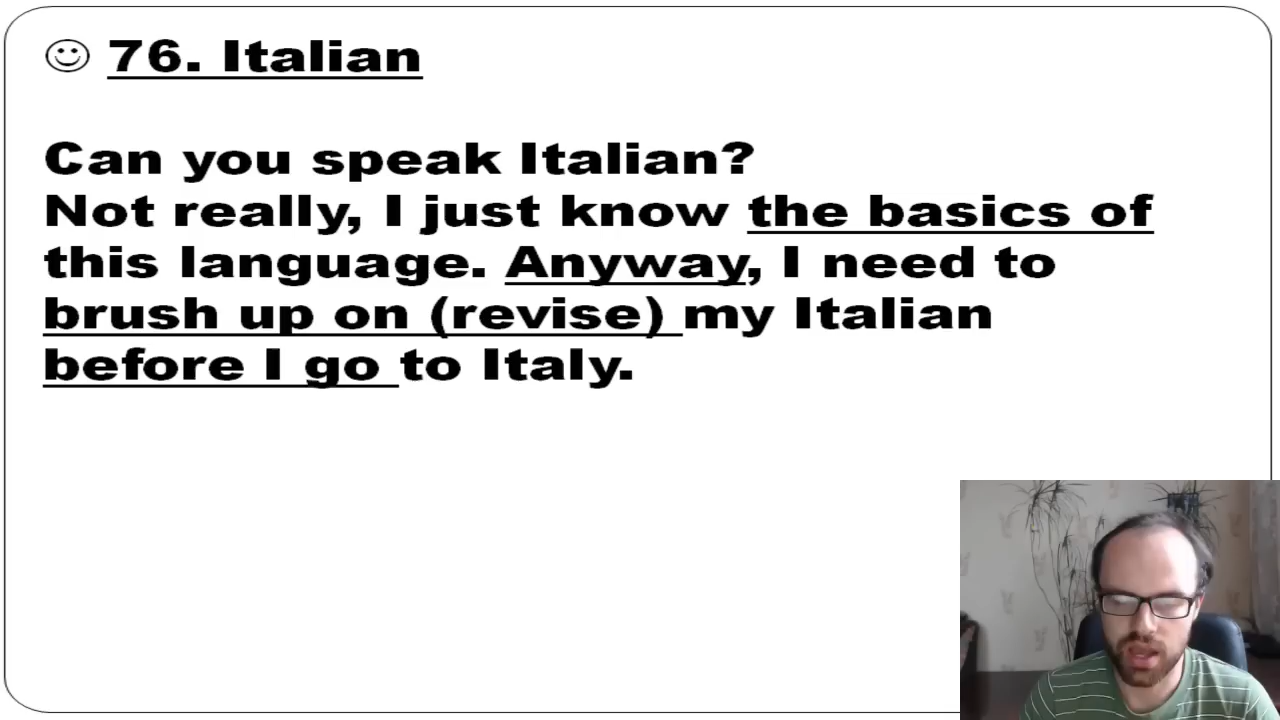 ☺ 76. Italian
Can you speak Italian?
Not really, I just know the basics of
this language. Anyway, I need to
brush up on (revise) my Italian
before I go to Italy.